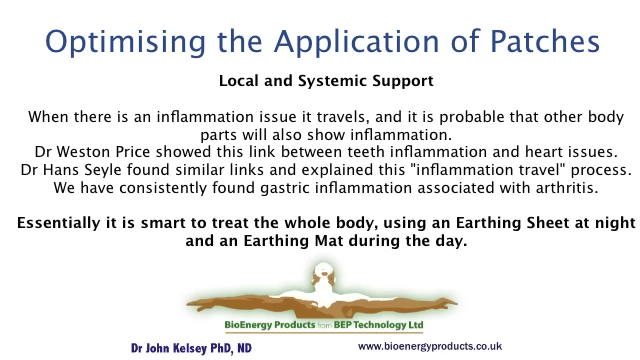 Optimising the Application of Patches
Local and Systemic Support
When there is an inflammation issue it travels, and it is probable that other body
parts will also show inflammation.
Dr Weston Price showed this link between teeth inflammation and heart issues.
Dr Hans Seyle found similar links and explained this "inflammation travel" process.
We have consistently found gastric inflammation associated with arthritis.
Essentially it is smart to treat the whole body, using an Earthing Sheet at night
and an Earthing Mat during the day.
BioEnergy Products from BEP Technology Ltd
Dr John Kelsey PhD, ND
www.bioenergyproducts.co.uk